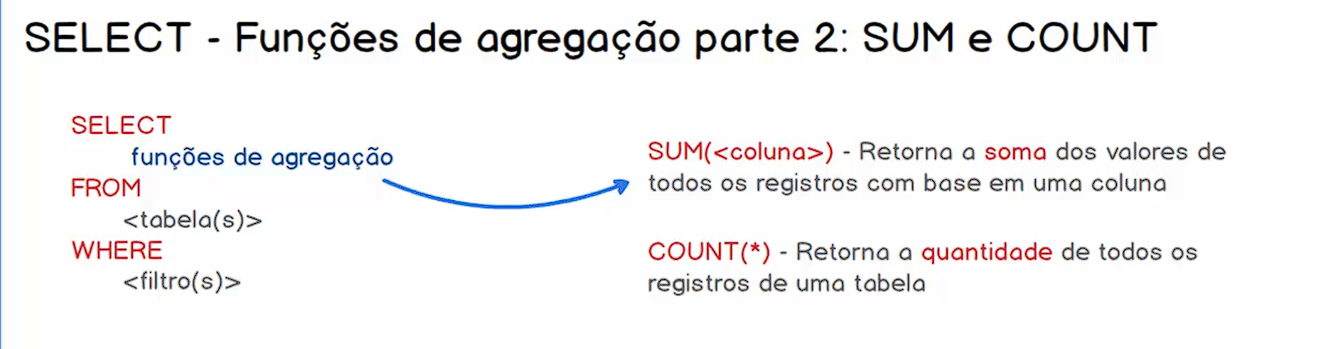 SELECT - Funções de agregação parte 2: SUM e COUNT
SELECT
funções de agregação
FROM
<tabela(s)>
WHERE
<filtro(s)>
SUM(<coluna>) - Retorna a soma dos valores de
todos os registros com base em uma coluna
COUNT(*) - Retorna a quantidade de todos os
registros de uma tabela